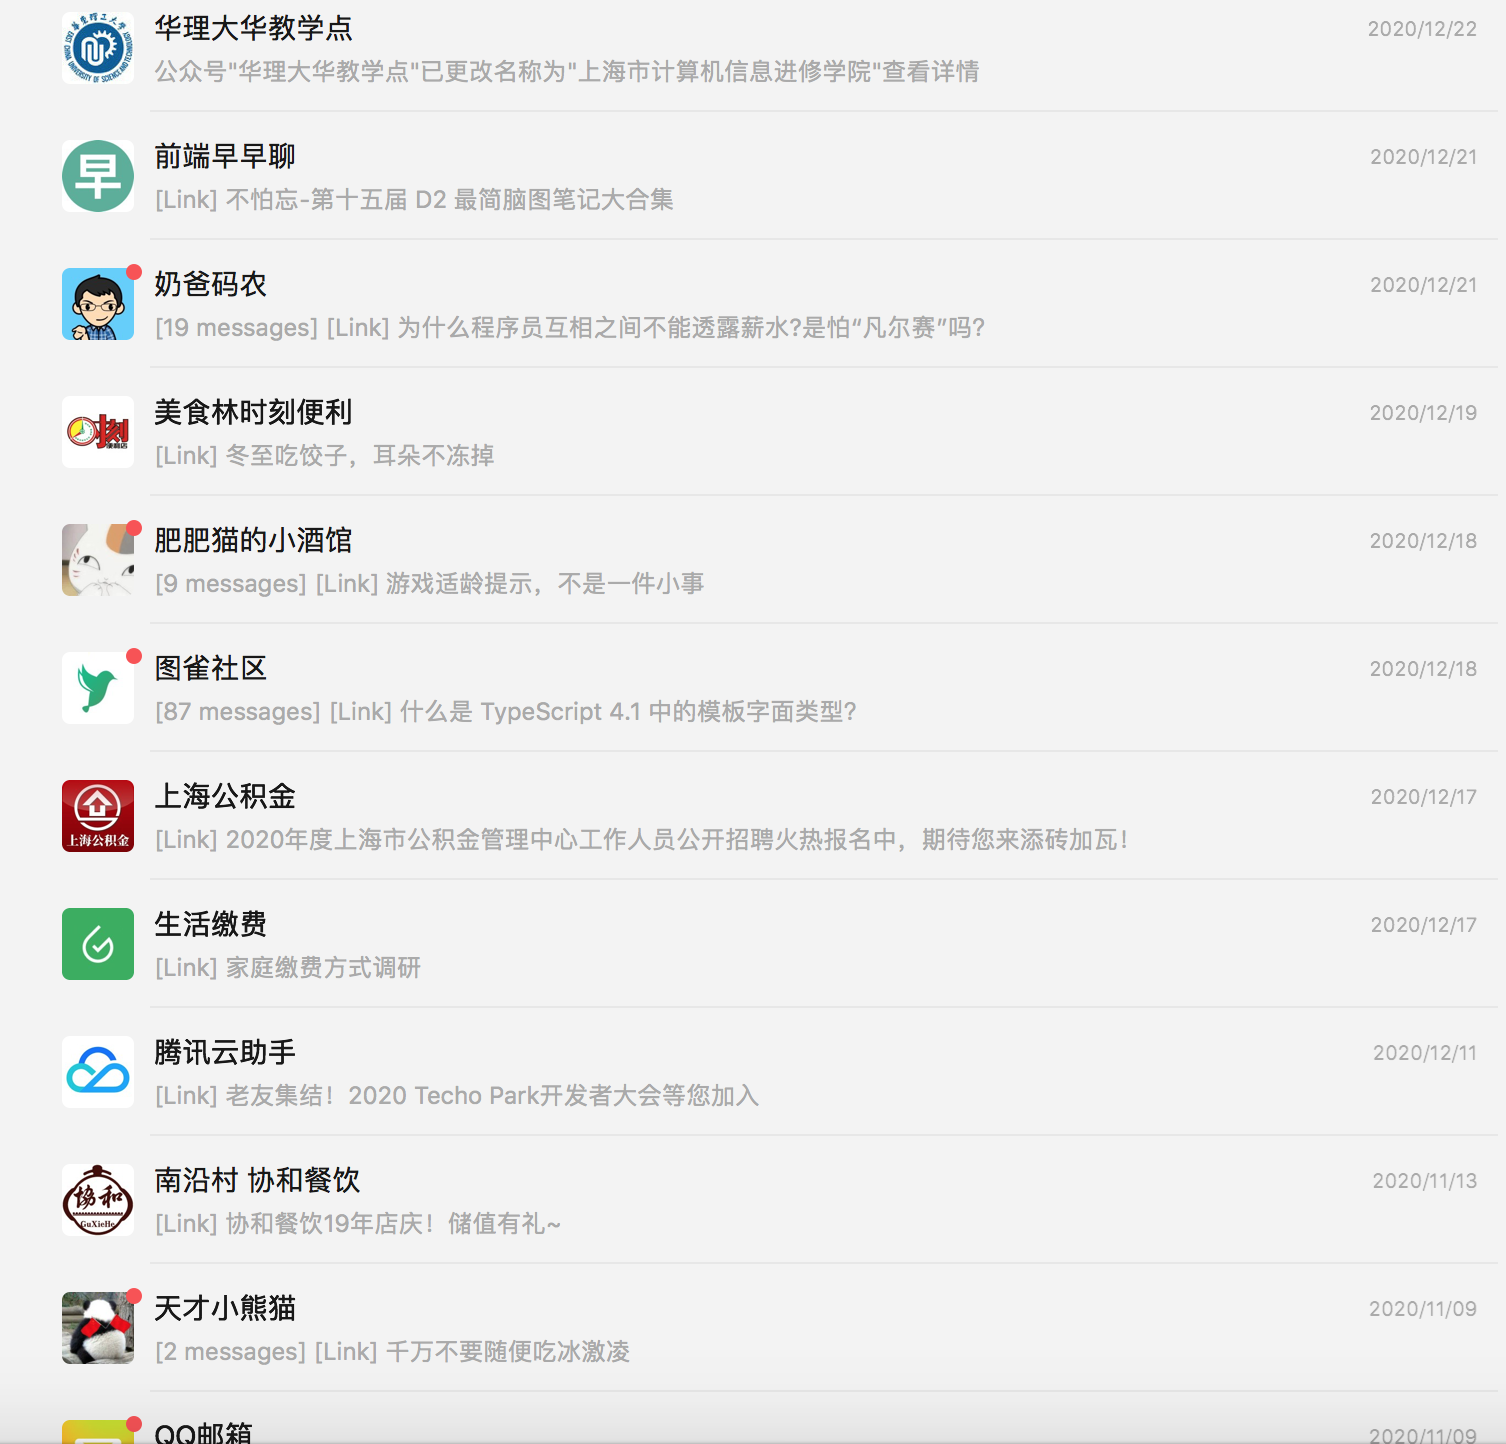 华理大华教学点 2020/12/22
公众号"华理大华教学点"已更改名称为"上海市计算机信息进修学院"查看详情
早
前端早早聊 2020/12/21
[Link] 不怕忘-第十五届 D2 最简脑图笔记大合集
奶爸码农 2020/12/21
[19 messages] [Link] 为什么程序员互相之间不能透露薪水?是怕“凡尔赛”吗?
美食林时刻便利 2020/12/19
[Link] 冬至吃饺子，耳朵不冻掉
肥肥猫的小酒馆 2020/12/18
[9 messages] [Link] 游戏适龄提示，不是一件小事
图雀社区 2020/12/18
[87 messages] [Link] 什么是 TypeScript 4.1 中的模板字面类型?
上海公积金 2020/12/17
上海公积金
[Link] 2020年度上海市公积金管理中心工作人员公开招聘火热报名中，期待您来添砖加瓦！
生活缴费 2020/12/17
[Link] 家庭缴费方式调研
腾讯云助手 2020/12/11
[Link] 老友集结！2020 Techo Park开发者大会等您加入
南沿村 协和餐饮 2020/11/13
協和
GuXieHe
[Link] 协和餐饮19年店庆！储值有礼~
天才小熊猫 2020/11/09
[2 messages] [Link] 千万不要随便吃冰激凌
QQ邮箱 2020/11/09